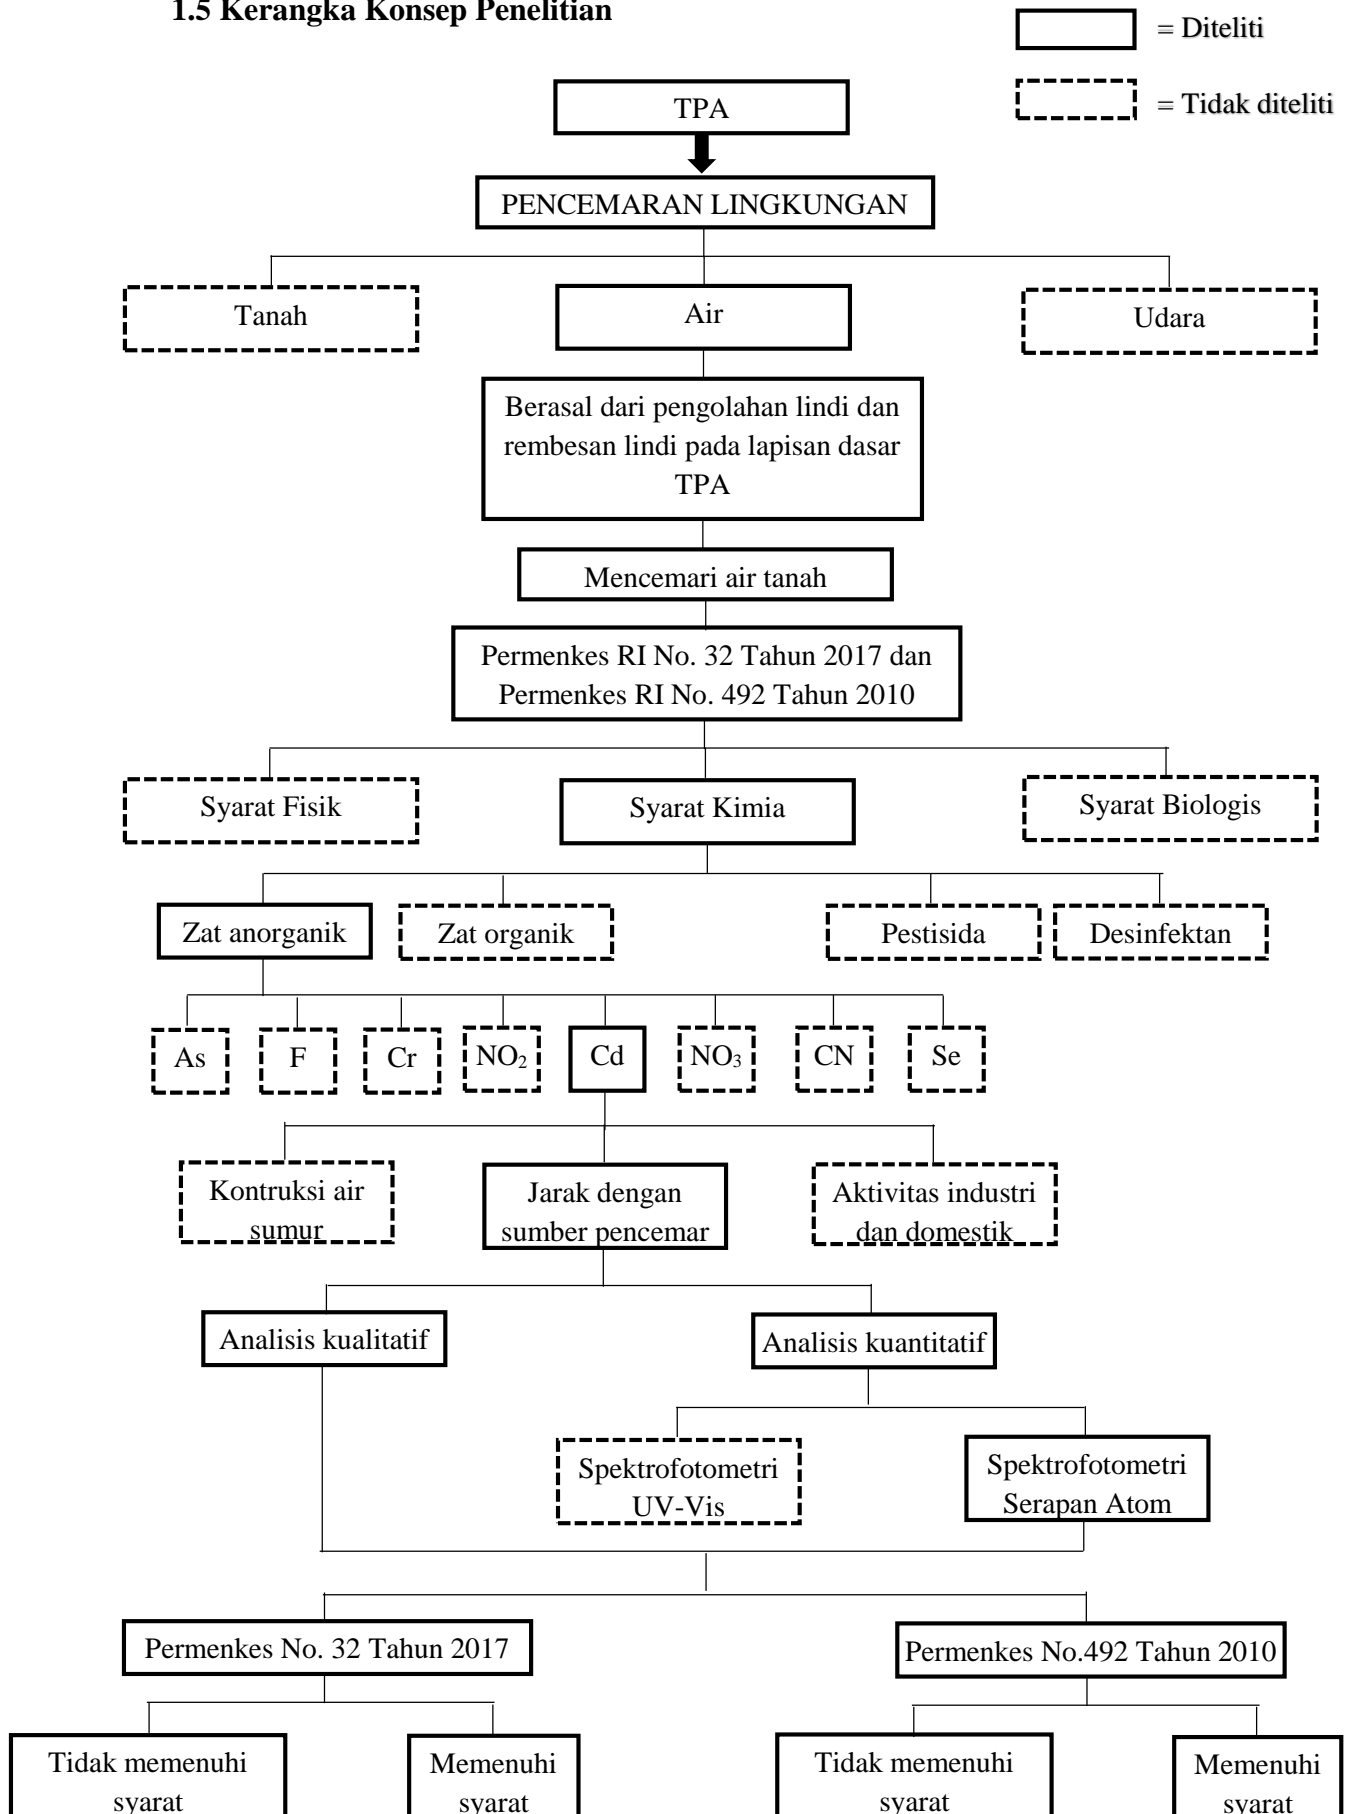 1.5 Kerangka Konsep Penelitian
= Diteliti
= Tidak diteliti
TPA
PENCEMARAN LINGKUNGAN
Tanah
Air
Udara
Berasal dari pengolahan lindi dan
rembesan lindi pada lapisan dasar
TPA
Mencemari air tanah
Permenkes RI No. 32 Tahun 2017 dan
Permenkes RI No. 492 Tahun 2010
Syarat Fisik
Syarat Kimia
Syarat Biologis
Zat anorganik
Zat organik
Pestisida
Desinfektan
As
F
Cr
NO₂
Cd
NO₃
CN
Se
Kontruksi air
sumur
Jarak dengan
sumber pencemar
Aktivitas industri
dan domestik
Analisis kualitatif
Analisis kuantitatif
Spektrofotometri
UV-Vis
Spektrofotometri
Serapan Atom
Permenkes No. 32 Tahun 2017
Permenkes No.492 Tahun 2010
Tidak memenuhi
syarat
Memenuhi
syarat
Tidak memenuhi
syarat
Memenuhi
syarat